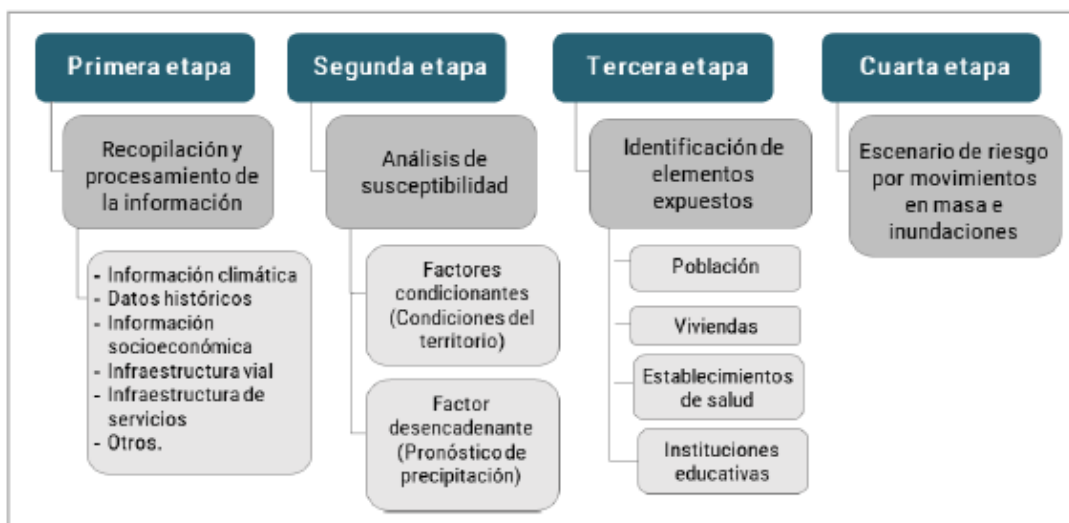 Primera etapa
Recopilación y
procesamiento de
la información
- Información climática
- Datos históricos
- Información
socioeconómica
- Infraestructura vial
- Infraestructura de
servicios
- Otros.
Segunda etapa
Análisis de
susceptibilidad
Factores
condicionantes
(Condiciones del
territorio)
Factor
desencadenante
(Pronóstico de
precipitación)
Tercera etapa
Identificación de
elementos
expuestos
Población
Viviendas
Establecimientos
de salud
Instituciones
educativas
Cuarta etapa
Escenario de riesgo
por movimientos
en masa e
inundaciones